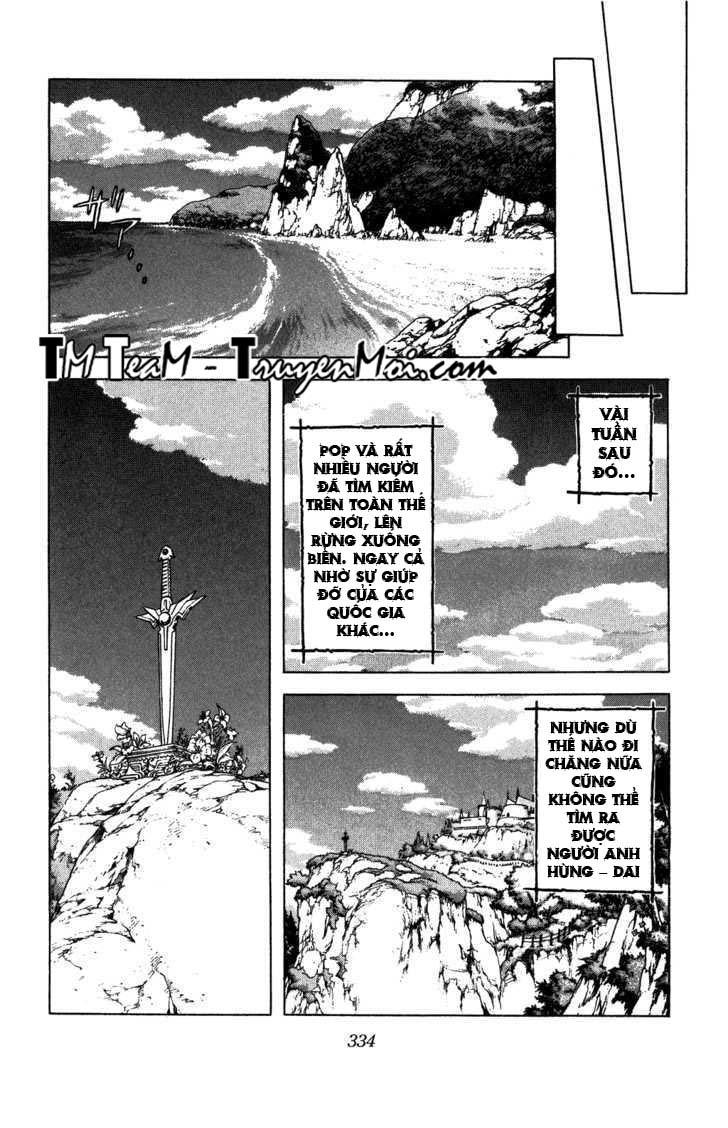 ザザ...
TM-TeaM - TruyenMoi.com
VÀI
TUẦN
SAU
ĐÓ...
POP VÀ RẤT
NHIỀU NGƯỜI
ĐÃ TÌM KIẾM
TRÊN TOÀN THẾ
GIỚI, LÊN
RỪNG XUỐNG
BIỂN. NGAY CẢ
NHỜ SỰ GIÚP
ĐỠ CỦA CÁC
QUỐC GIA
KHÁC...
NHƯNG DÙ
THẾ NÀO ĐI
CHĂNG NỮA
CŨNG
KHÔNG THỂ
TÌM RA
ĐƯỢC
NGƯỜI ANH
HÙNG – DAI
334